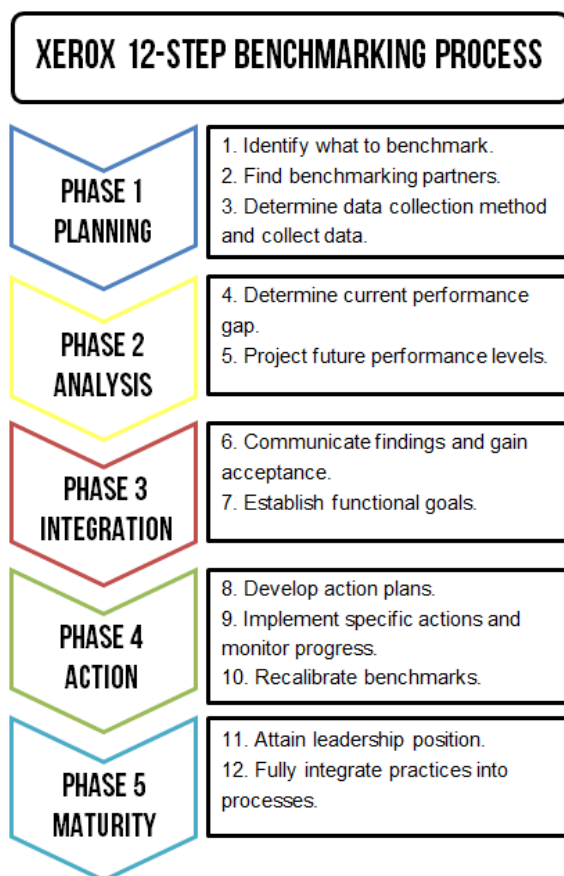 XEROX 12-STEP BENCHMARKING PROCESS
PHASE 1
PLANNING
1. Identify what to benchmark.
2. Find benchmarking partners.
3. Determine data collection method
and collect data.
PHASE 2
ANALYSIS
4. Determine current performance
gap.
5. Project future performance levels.
PHASE 3
INTEGRATION
6. Communicate findings and gain
acceptance.
7. Establish functional goals.
PHASE 4
ACTION
8. Develop action plans.
9. Implement specific actions and
monitor progress.
10. Recalibrate benchmarks.
PHASE 5
MATURITY
11. Attain leadership position.
12. Fully integrate practices into
processes.